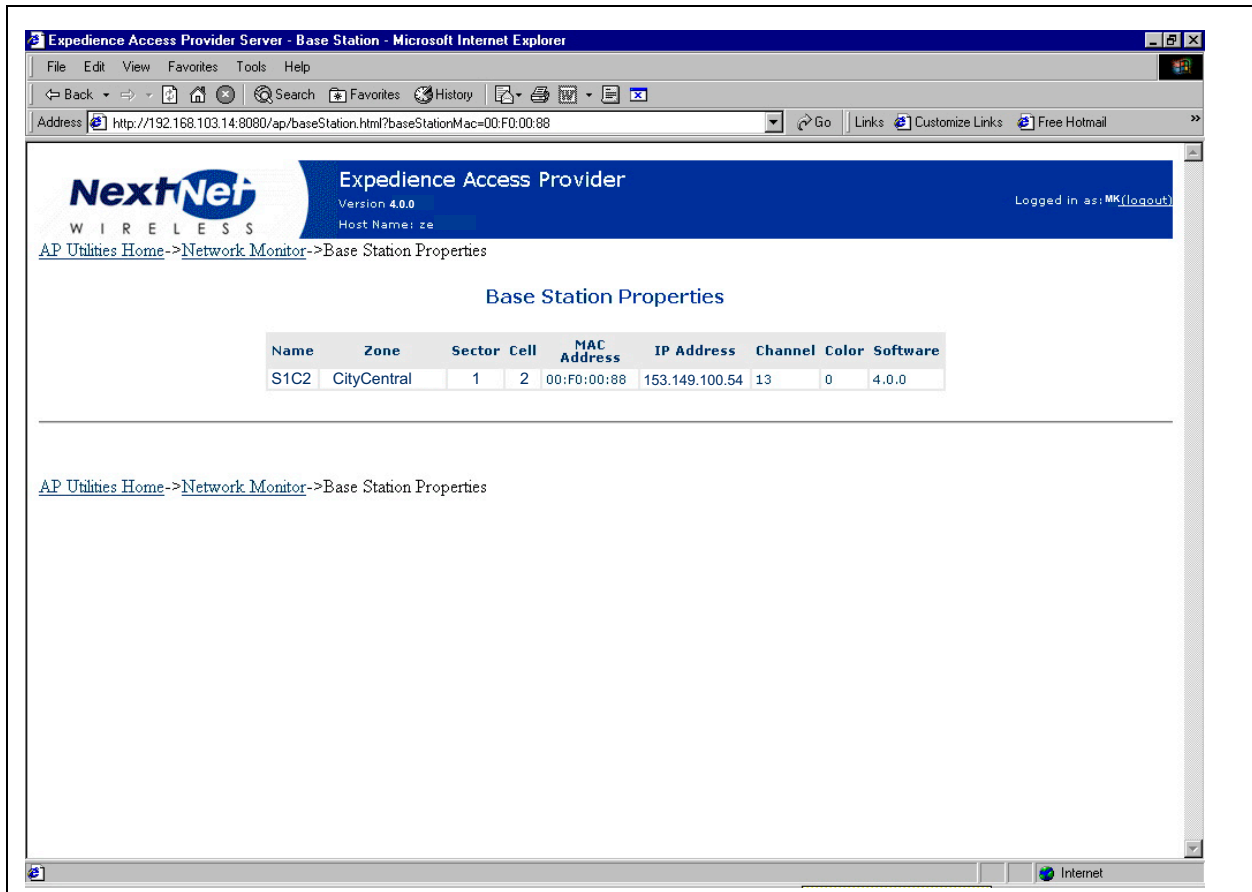 Expedience Access Provider Server - Base Station - Microsoft Internet Explorer
File Edit View Favorites Tools Help
Back Search Favorites History
Address http://192.168.103.14:8080/ap/baseStation.html?baseStationMac=00:F0:00:88 Go Links Customize Links Free Hotmail »
NextNet
WIRELESS
Expedience Access Provider
Version 4.0.0
Host Name: ze
Logged in as: MK(logout)
AP Utilities Home->Network Monitor->Base Station Properties
Base Station Properties
Name Zone Sector Cell MAC Address IP Address Channel Color Software
S1C2 CityCentral 1 2 00:F0:00:88 153.149.100.54 13 0 4.0.0
AP Utilities Home->Network Monitor->Base Station Properties
Internet